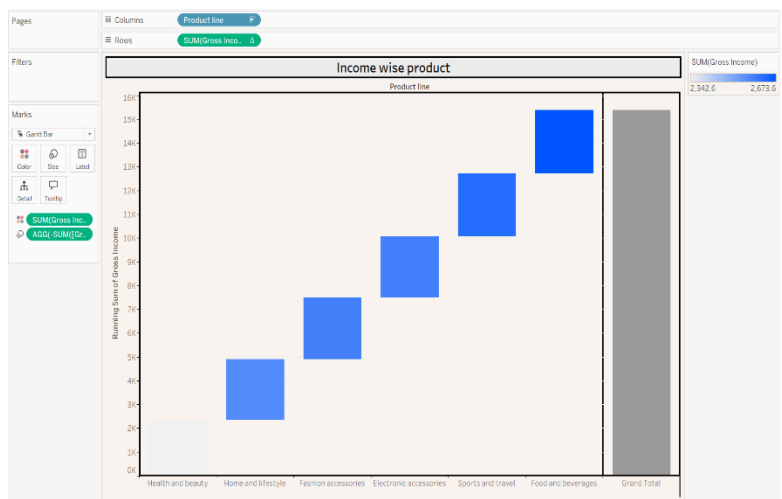 Pages
Columns
Product line
Rows
SUM(Gross Inco..
Filters
Marks
Gantt Bar
Color
Size
Label
Detail
Tooltip
SUM(Gross Inc..
AGG(-SUM([Gr..
Income wise product
Product line
Running Sum of Gross Income
16K
15K
14K
13K
12K
11K
10K
9K
8K
7K
6K
5K
4K
3K
2K
1K
0K
Health and beauty
Home and lifestyle
Fashion accessories
Electronic accessories
Sports and travel
Food and beverages
Grand Total
SUM(Gross Income)
2,342.6
2,673.6